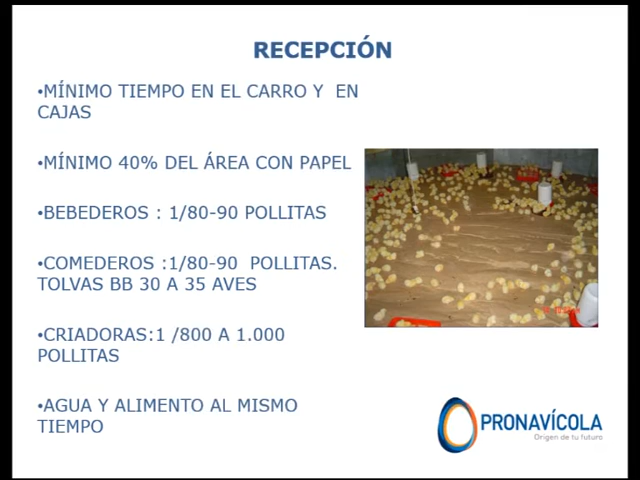 RECEPCIÓN
•MÍNIMO TIEMPO EN EL CARRO Y EN
CAJAS
•MÍNIMO 40% DEL ÁREA CON PAPEL
•BEBEDEROS : 1/80-90 POLLITAS
•COMEDEROS :1/80-90 POLLITAS.
TOLVAS BB 30 A 35 AVES
•CRIADORAS:1 /800 A 1.000
POLLITAS
•AGUA Y ALIMENTO AL MISMO
TIEMPO
PRONAVÍCOLA
Origen de tu futuro